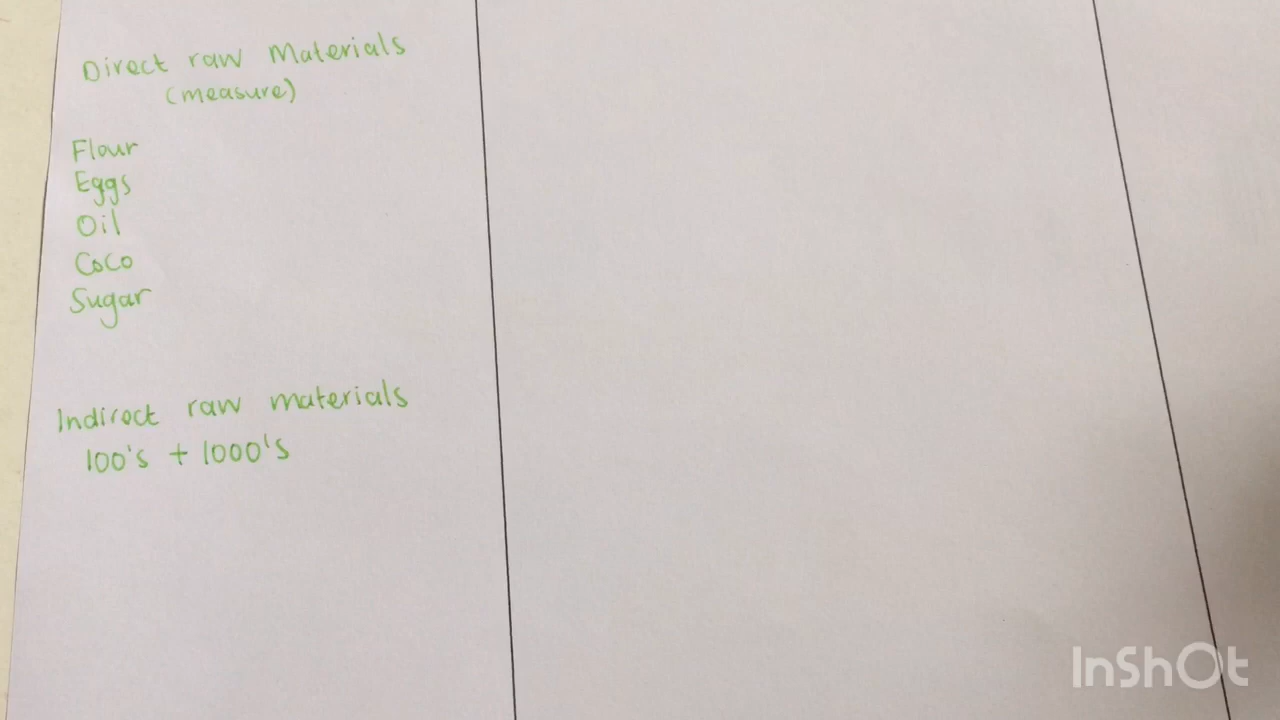 Direct raw Materials
(measure)
Flour
Eggs
Oil
CoCo
Sugar
Indirect raw materials
100's + 1000's
InShOt